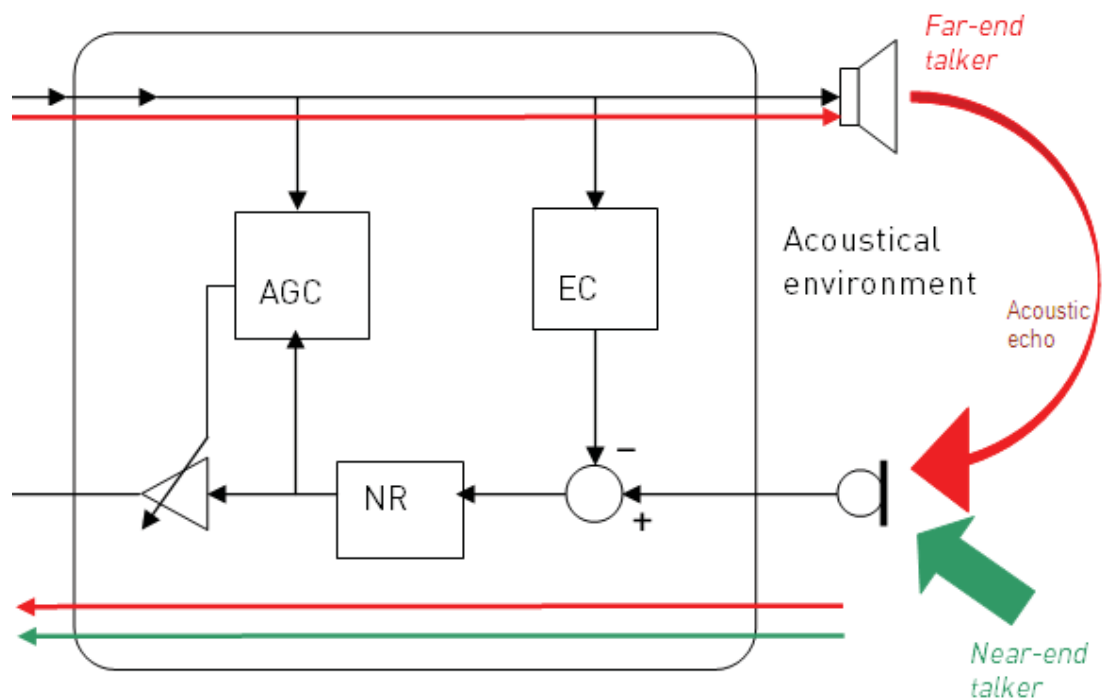 Far-end
talker
AGC
EC
Acoustical
environment
Acoustic
echo
−
+
NR
Near-end
talker